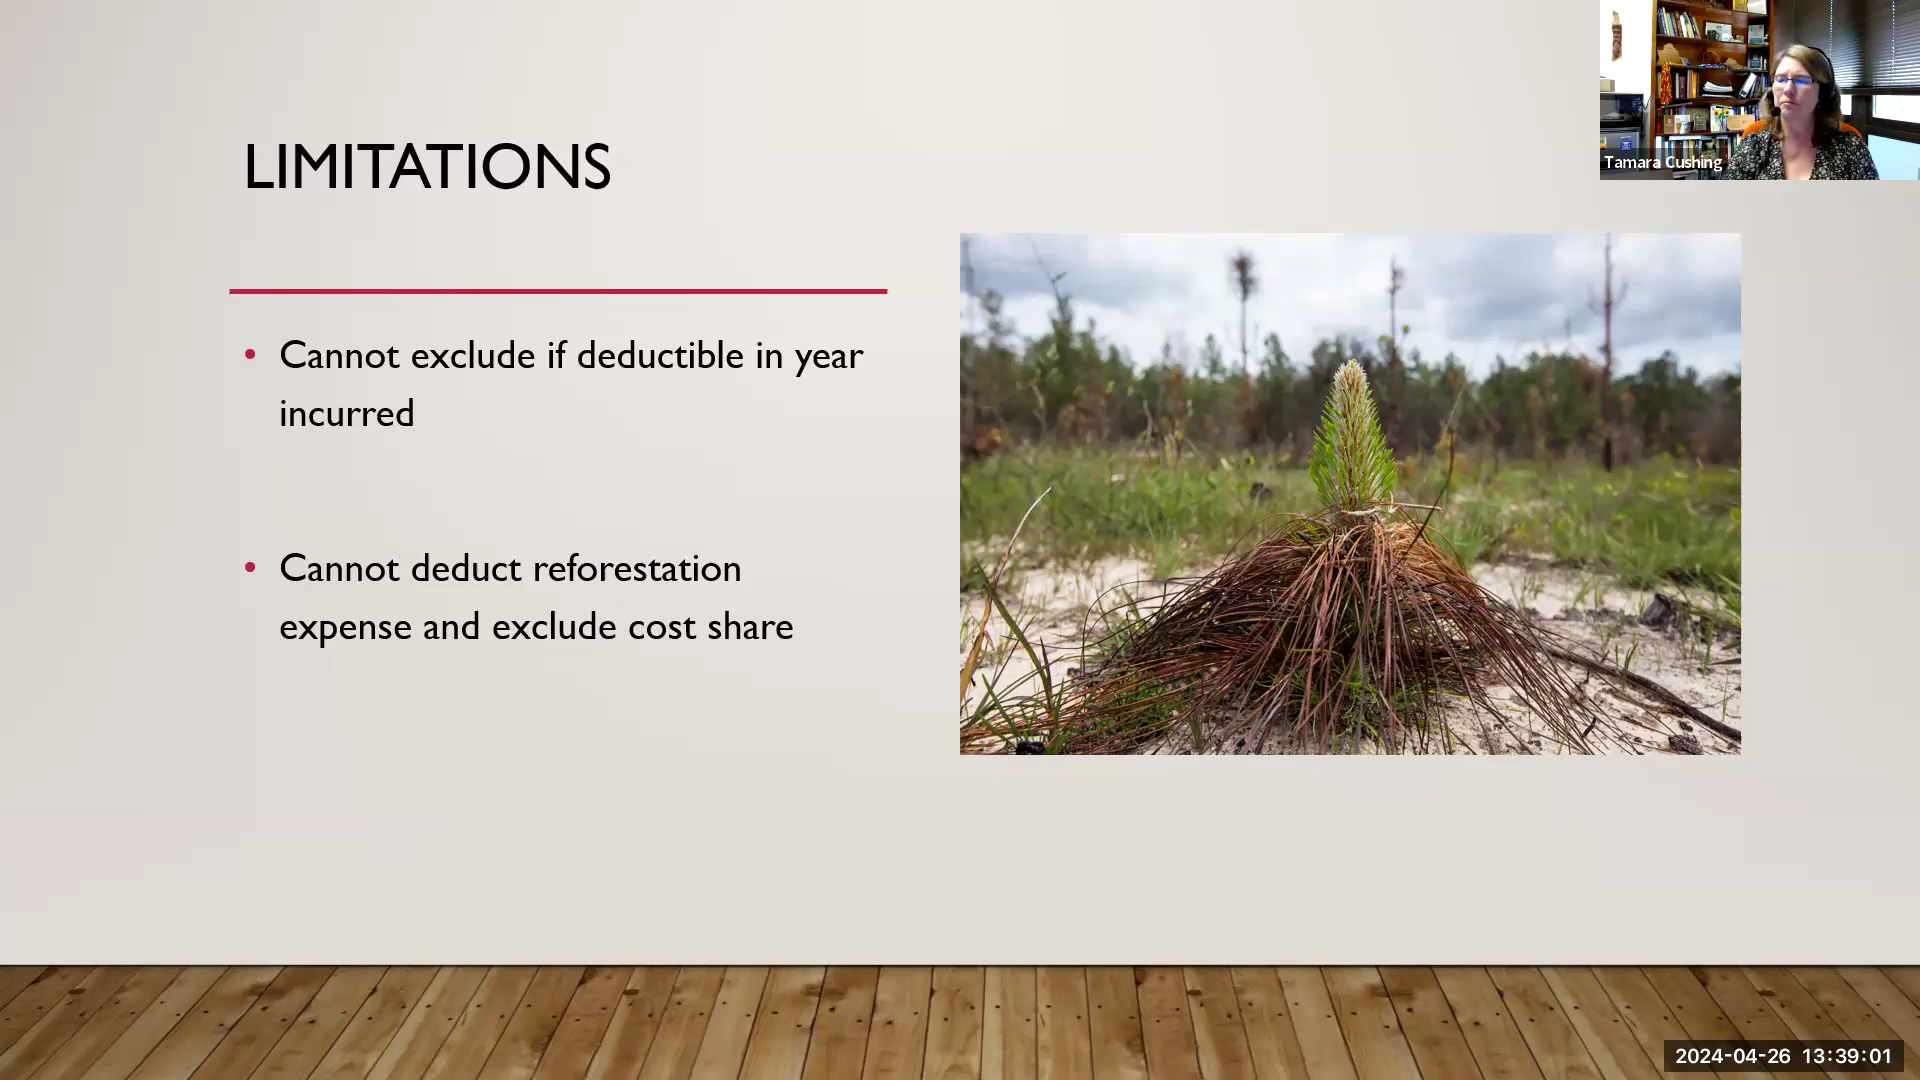 Tamara Cushing
LIMITATIONS
• Cannot exclude if deductible in year
incurred
• Cannot deduct reforestation
expense and exclude cost share
2024-04-26 13:39:01